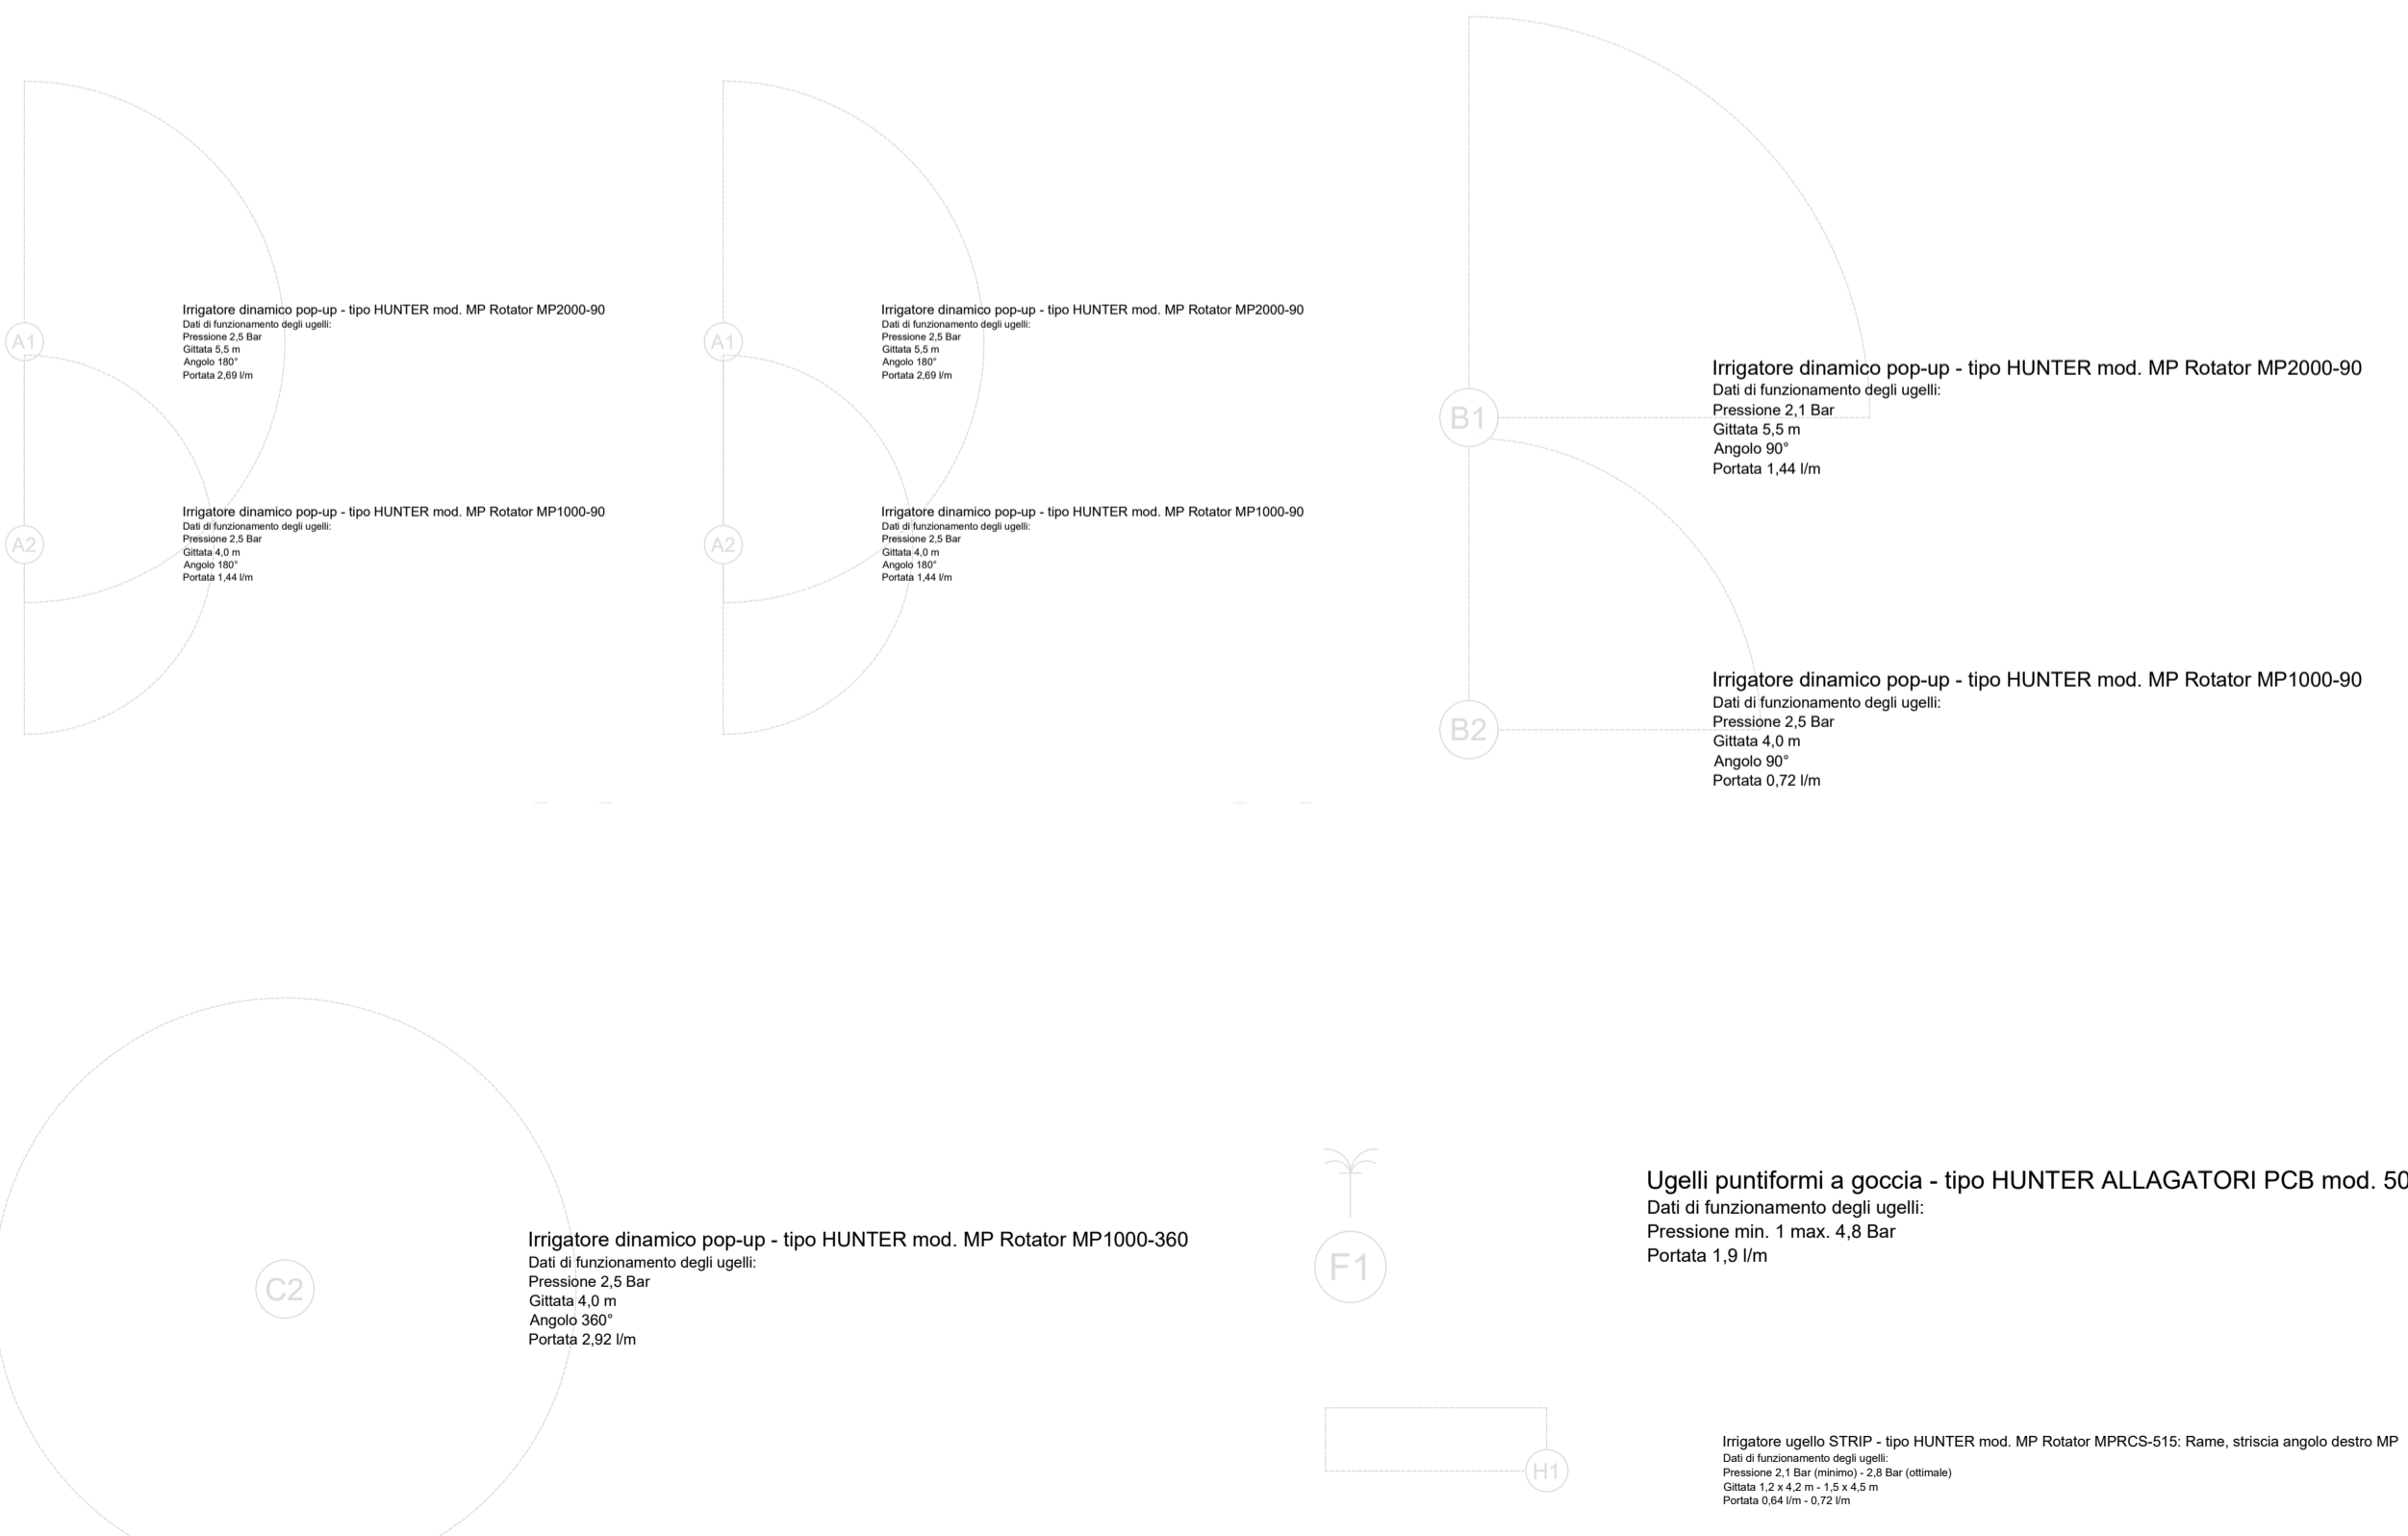 A1
Irrigatore dinamico pop-up - tipo HUNTER mod. MP Rotator MP2000-90
Dati di funzionamento degli ugelli:
Pressione 2,5 Bar
Gittata 5,5 m
Angolo 180°
Portata 2,69 l/m
A2
Irrigatore dinamico pop-up - tipo HUNTER mod. MP Rotator MP1000-90
Dati di funzionamento degli ugelli:
Pressione 2,5 Bar
Gittata 4,0 m
Angolo 180°
Portata 1,44 l/m
A1
Irrigatore dinamico pop-up - tipo HUNTER mod. MP Rotator MP2000-90
Dati di funzionamento degli ugelli:
Pressione 2,5 Bar
Gittata 5,5 m
Angolo 180°
Portata 2,69 l/m
A2
Irrigatore dinamico pop-up - tipo HUNTER mod. MP Rotator MP1000-90
Dati di funzionamento degli ugelli:
Pressione 2,5 Bar
Gittata 4,0 m
Angolo 180°
Portata 1,44 l/m
B1
Irrigatore dinamico pop-up - tipo HUNTER mod. MP Rotator MP2000-90
Dati di funzionamento degli ugelli:
Pressione 2,1 Bar
Gittata 5,5 m
Angolo 90°
Portata 1,44 l/m
B2
Irrigatore dinamico pop-up - tipo HUNTER mod. MP Rotator MP1000-90
Dati di funzionamento degli ugelli:
Pressione 2,5 Bar
Gittata 4,0 m
Angolo 90°
Portata 0,72 l/m
C2
Irrigatore dinamico pop-up - tipo HUNTER mod. MP Rotator MP1000-360
Dati di funzionamento degli ugelli:
Pressione 2,5 Bar
Gittata 4,0 m
Angolo 360°
Portata 2,92 l/m
F1
Ugelli puntiformi a goccia - tipo HUNTER ALLAGATORI PCB mod. 50
Dati di funzionamento degli ugelli:
Pressione min. 1 max. 4,8 Bar
Portata 1,9 l/m
H1
Irrigatore ugello STRIP - tipo HUNTER mod. MP Rotator MPRCS-515: Rame, striscia angolo destro MP
Dati di funzionamento degli ugelli:
Pressione 2,1 Bar (minimo) - 2,8 Bar (ottimale)
Gittata 1,2 x 4,2 m - 1,5 x 4,5 m
Portata 0,64 l/m - 0,72 l/m